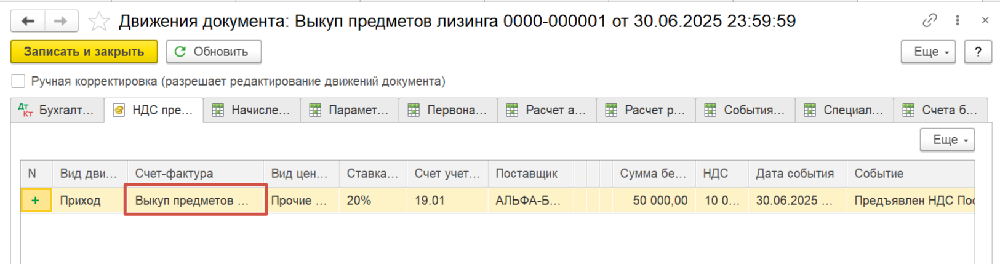 Движения документа: Выкуп предметов лизинга 0000-000001 от 30.06.2025 23:59:59
Записать и закрыть Обновить Еще ?
Ручная корректировка (разрешает редактирование движений документа)
Дт Кт Бухгалт... НДС пре... Начисле... Парамет... Первона... Расчет а... Расчет р... События... Специал... Счета б...
Еще
N Вид дви... Счет-фактура Вид цен... Ставка... Счет учет... Поставщик Сумма бе... НДС Дата события Событие
+ Приход Выкуп предметов ... Прочие ... 20% 19.01 АЛЬФА-Б... 50 000,00 10 0... 30.06.2025 ... Предъявлен НДС Пос